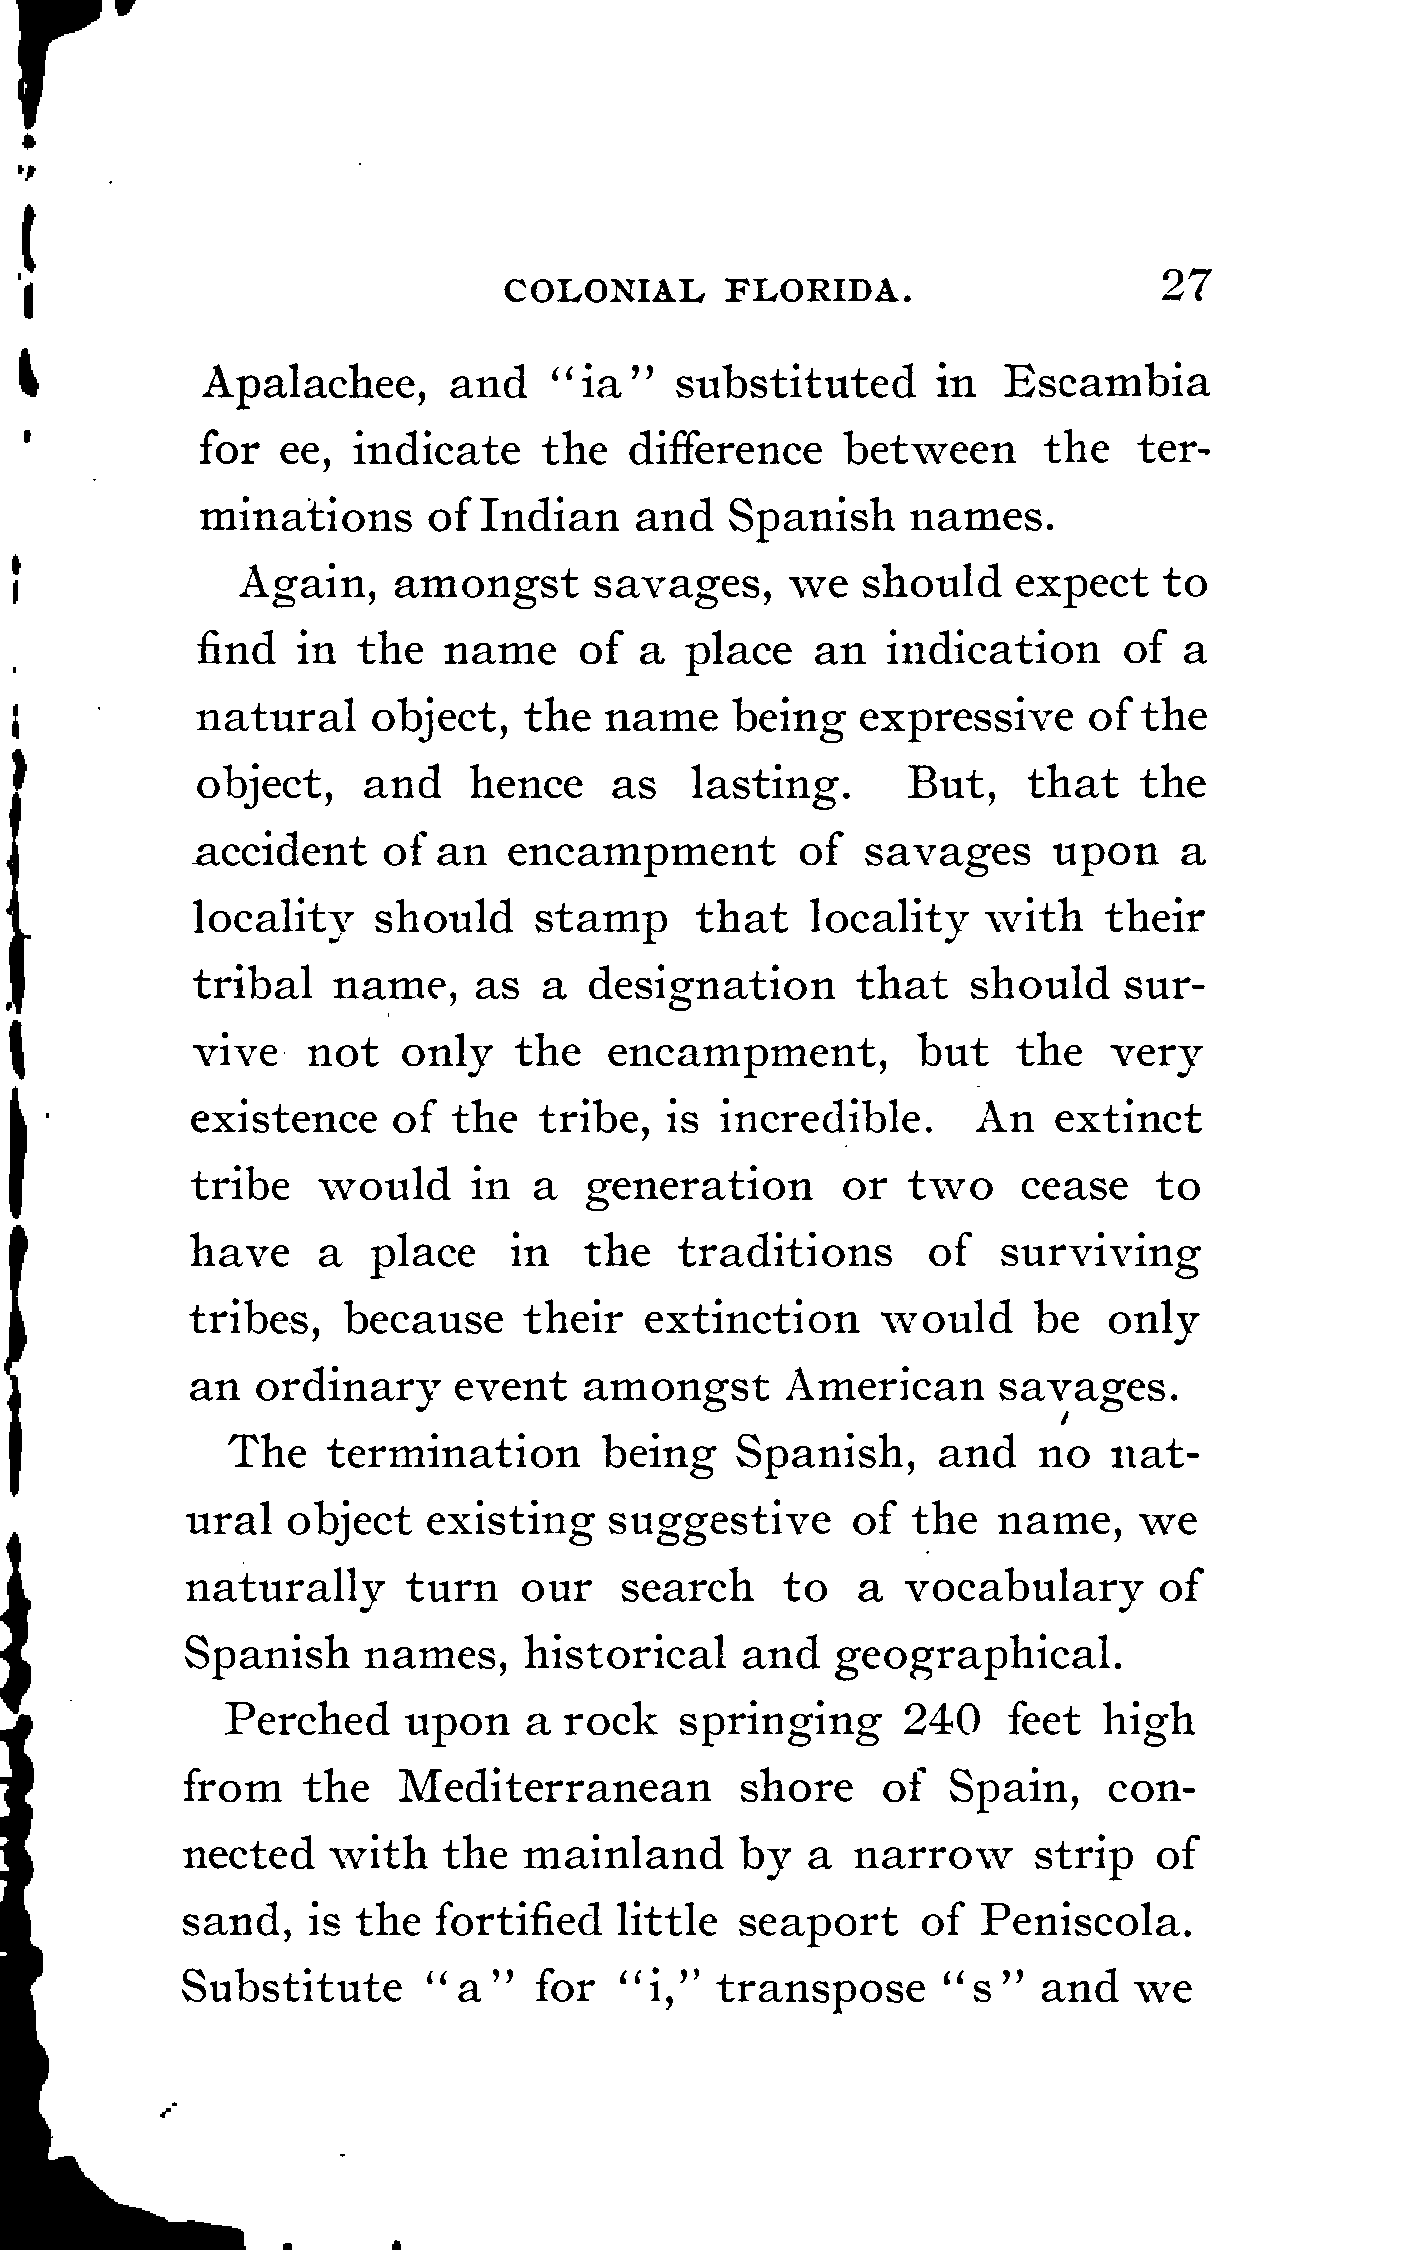 COLONIAL FLORIDA. 27
Apalachee, and "ia" substituted in Escambia
for ee, indicate the difference between the ter-
minations of Indian and Spanish names.
Again, amongst savages, we should expect to
find in the name of a place an indication of a
natural object, the name being expressive of the
object, and hence as lasting. But, that the
accident of an encampment of savages upon a
locality should stamp that locality with their
tribal name, as a designation that should sur-
vive not only the encampment, but the very
existence of the tribe, is incredible. An extinct
tribe would in a generation or two cease to
have a place in the traditions of surviving
tribes, because their extinction would be only
an ordinary event amongst American savages.
The termination being Spanish, and no nat-
ural object existing suggestive of the name, we
naturally turn our search to a vocabulary of
Spanish names, historical and geographical.
Perched upon a rock springing 240 feet high
from the Mediterranean shore of Spain, con-
nected with the mainland by a narrow strip of
sand, is the fortified little seaport of Peniscola.
Substitute "a" for "i," transpose "s" and we